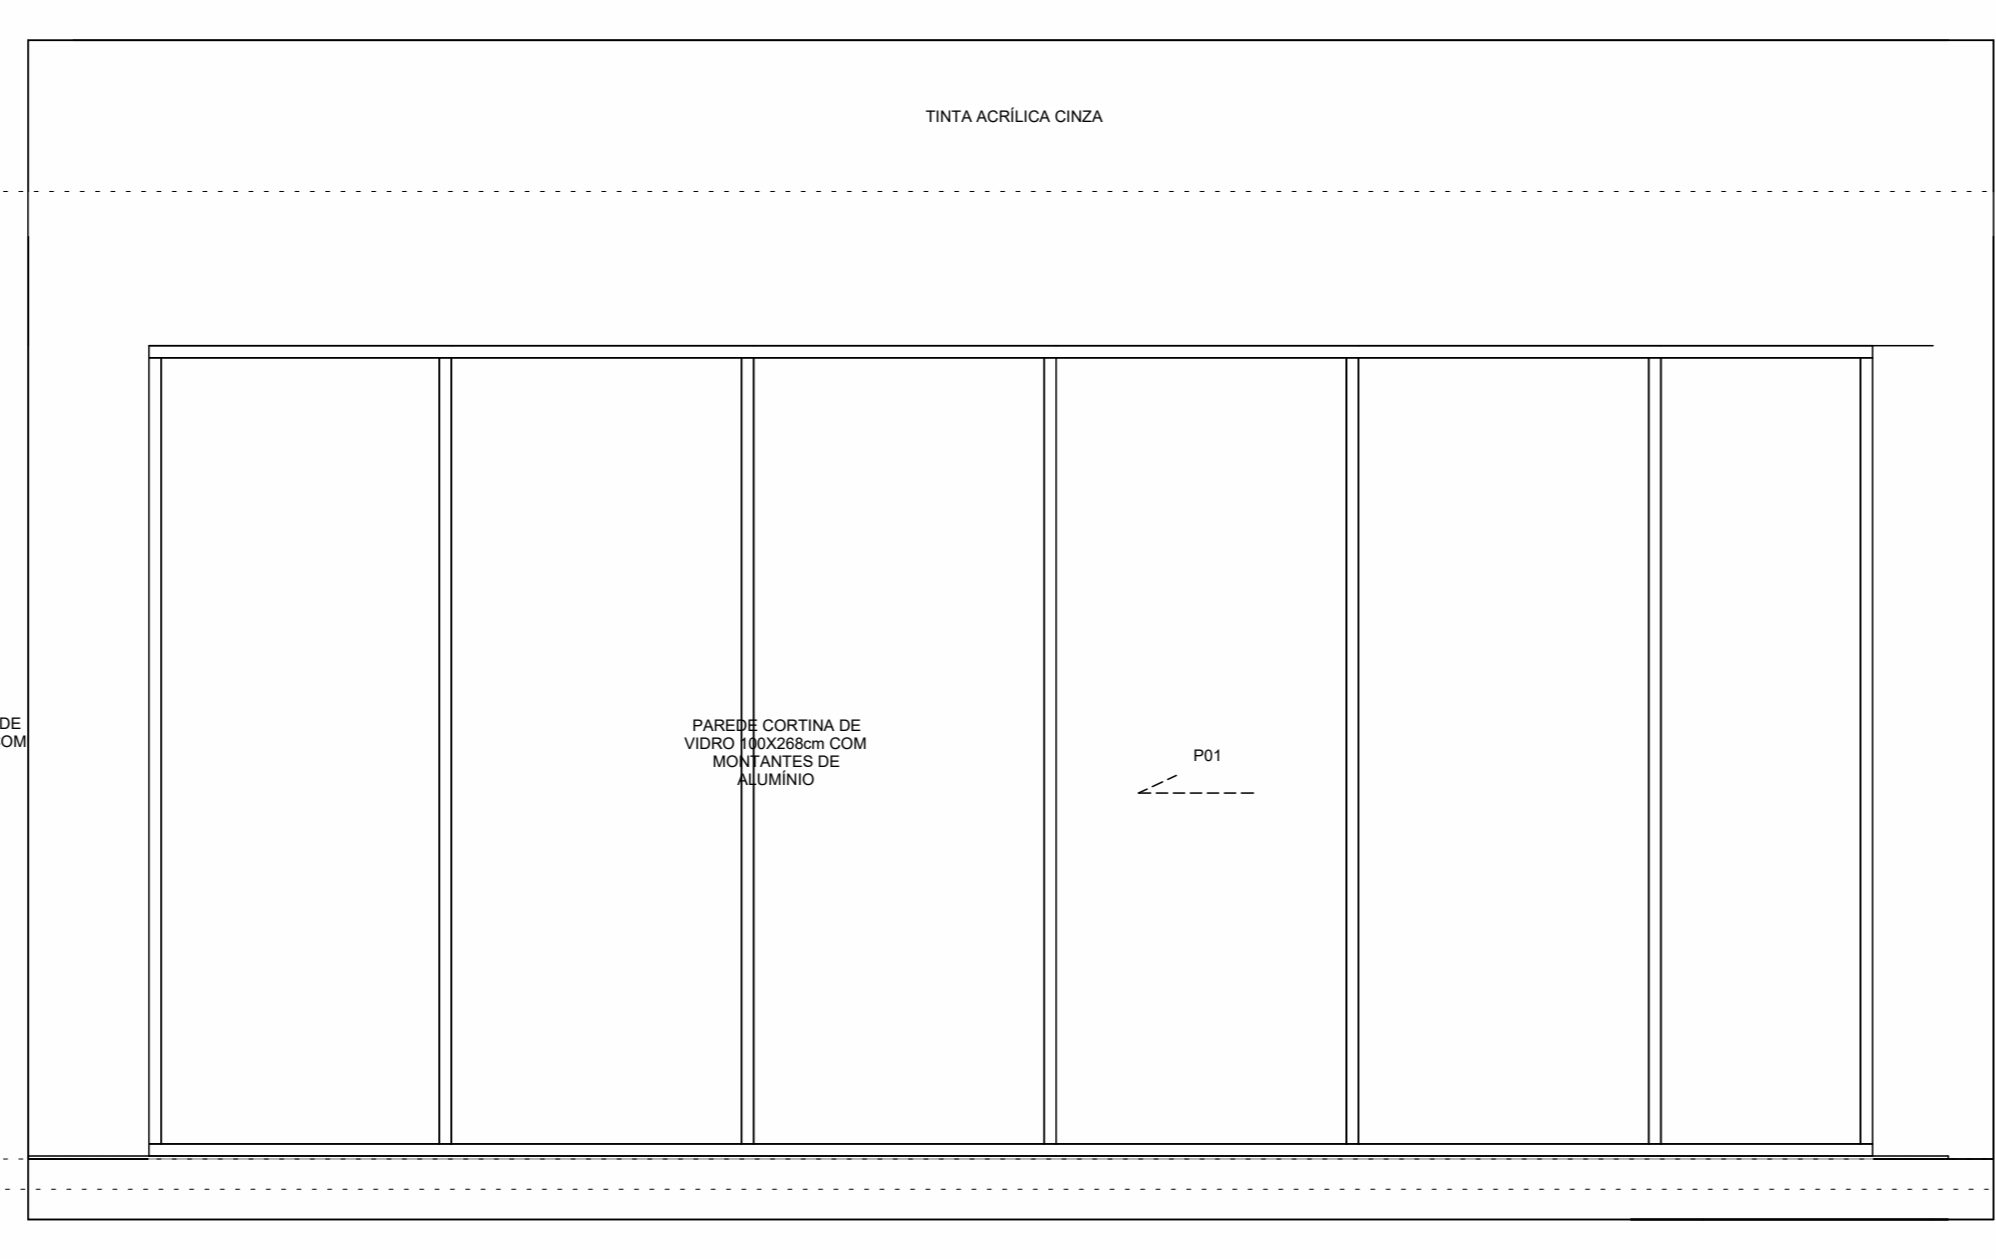 TINTA ACRÍLICA CINZA
DE
OM
PAREDE CORTINA DE
VIDRO 100X268cm COM
MONTANTES DE
ALUMÍNIO
P01